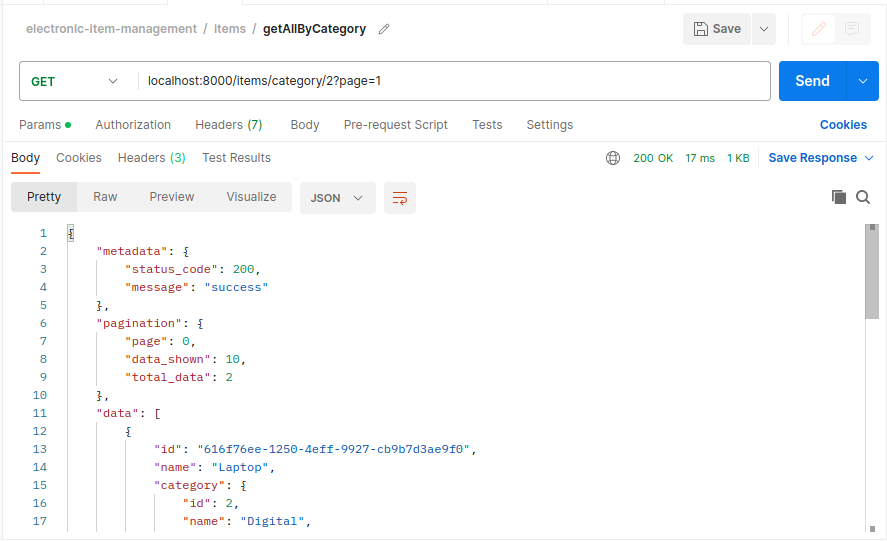 electronic-item-management / items / getAllByCategory Save
GET localhost:8000/items/category/2?page=1 Send
Params Authorization Headers (7) Body Pre-request Script Tests Settings Cookies
Body Cookies Headers (3) Test Results 200 OK 17 ms 1 KB Save Response
Pretty Raw Preview Visualize JSON
1 {
2 "metadata": {
3 "status_code": 200,
4 "message": "success"
5 },
6 "pagination": {
7 "page": 0,
8 "data_shown": 10,
9 "total_data": 2
10 },
11 "data": [
12 {
13 "id": "616f76ee-1250-4eff-9927-cb9b7d3ae9f0",
14 "name": "Laptop",
15 "category": {
16 "id": 2,
17 "name": "Digital",